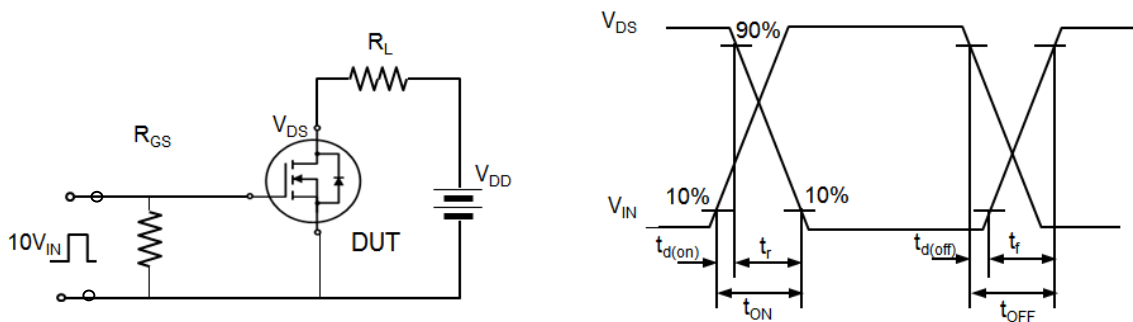 R_L
R_GS
V_DS
V_DD
10V_IN
DUT
V_DS
90%
V_IN
10%
10%
t_d(on)
t_r
t_d(off)
t_f
t_ON
t_OFF